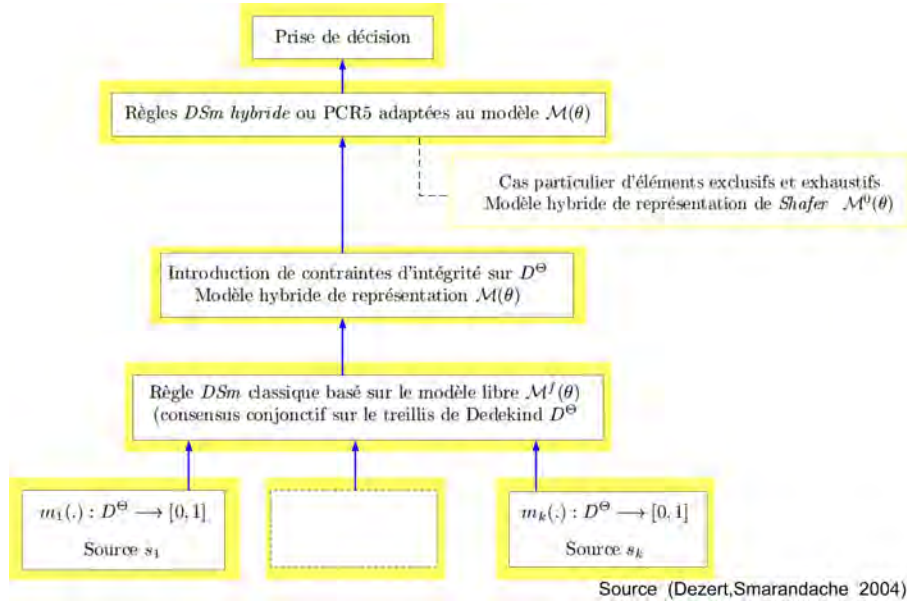 Prise de décision
Règles DSm hybride ou PCR5 adaptées au modèle ℳ(θ)
Cas particulier d'éléments exclusifs et exhaustifs
Modèle hybride de représentation de Shafer ℳ⁰(θ)
Introduction de contraintes d'intégrité sur D^Θ
Modèle hybride de représentation ℳ(θ)
Règle DSm classique basé sur le modèle libre ℳ^f(θ)
(consensus conjonctif sur le treillis de Dedekind D^Θ
m₁(.) : D^Θ ⟶ [0, 1]
Source s₁
m_k(.) : D^Θ ⟶ [0, 1]
Source s_k
Source (Dezert,Smarandache 2004)